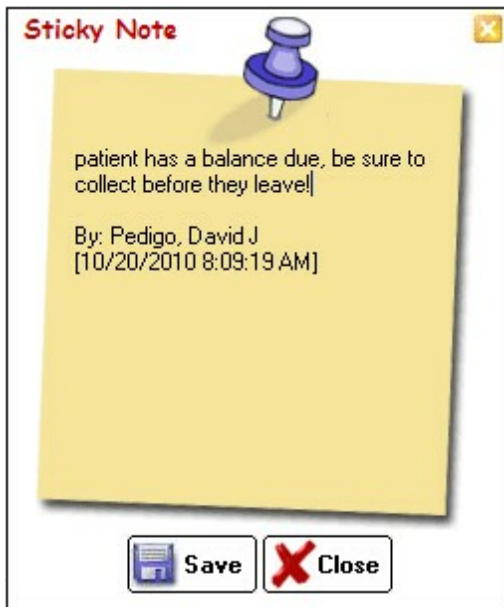 Sticky Note
patient has a balance due, be sure to
collect before they leave!
By: Pedigo, David J
[10/20/2010 8:09:19 AM]
Save
Close